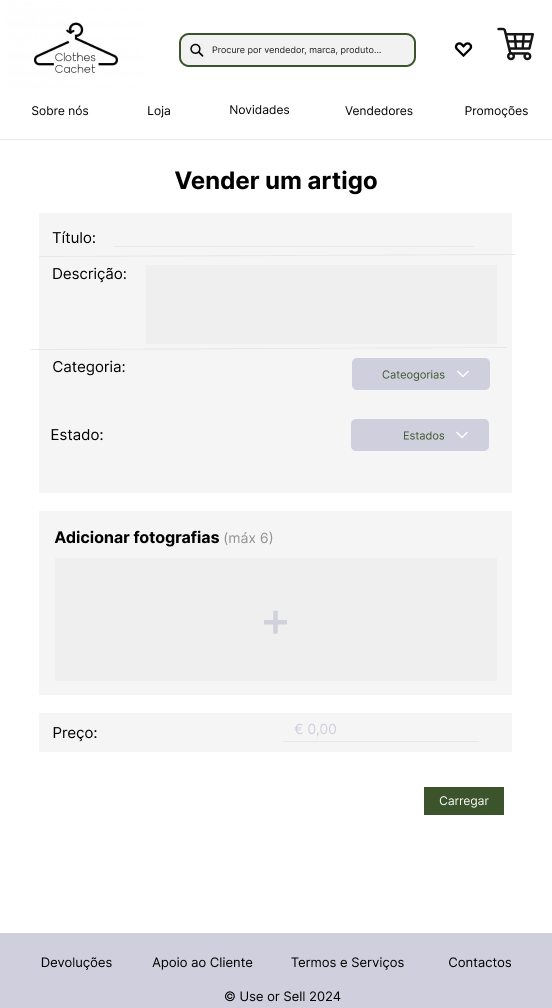 Clothes
Cachet
Procure por vendedor, marca, produto...
Sobre nós Loja Novidades Vendedores Promoções
Vender um artigo
Título:
Descrição:
Categoria: Cateogorias
Estado: Estados
Adicionar fotografias (máx 6)
Preço: € 0,00
Carregar
Devoluções Apoio ao Cliente Termos e Serviços Contactos
© Use or Sell 2024